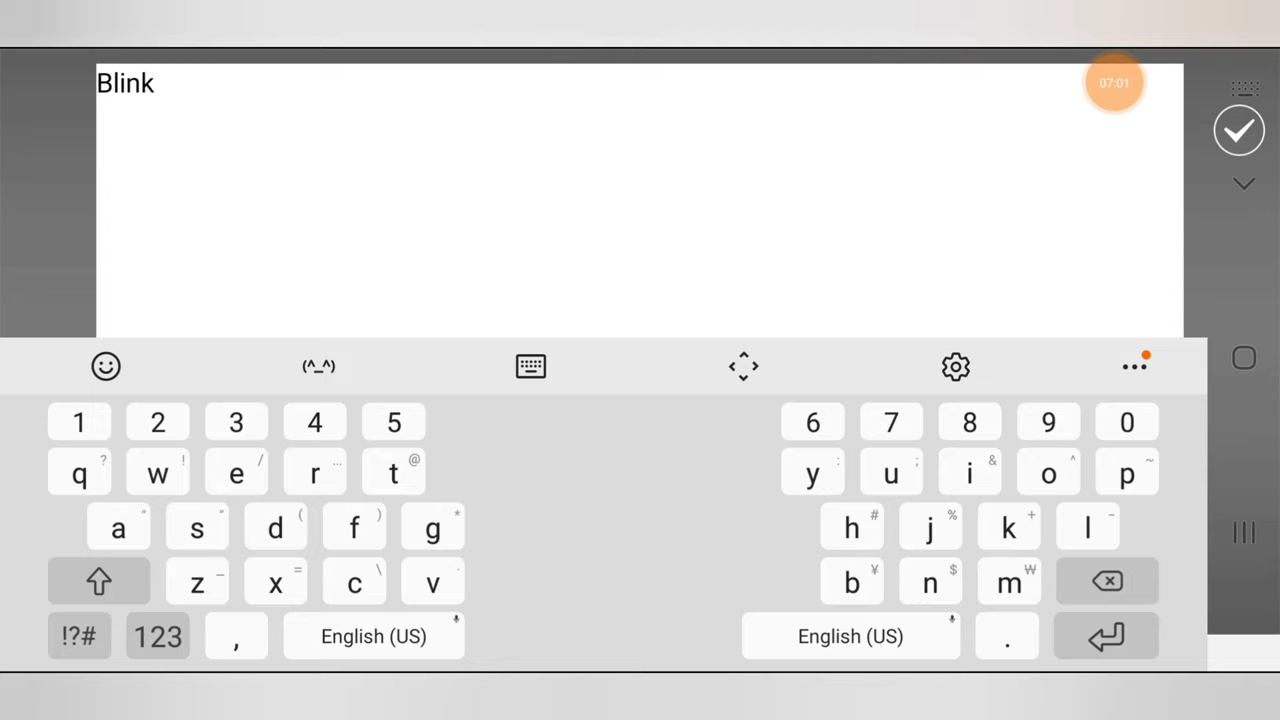 Blink
07:01
(^_^)
1 2 3 4 5 6 7 8 9 0
q ? w ! e / r … t @ y : u ; i & o ^ p ~
a " s " d ( f ) g * h # j % k + l -
z _ x = c \ v . b ¥ n $ m ₩
!?# 123 , English (US) English (US) .